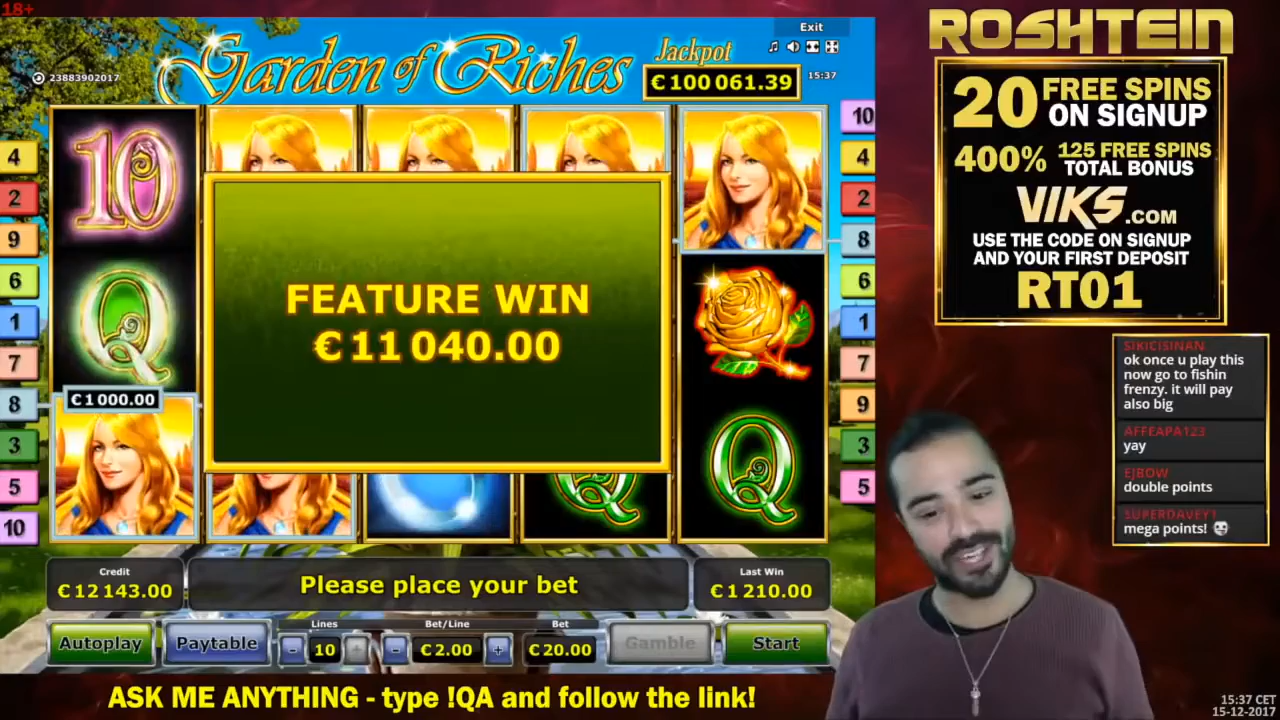 18+
Exit
Garden of Riches
Jackpot
€ 100 061.39
23883902017
15:37
10
4
2
9
6
1
7
8
3
5
10
10
4
2
8
6
1
7
9
3
5
Q
€ 1 000.00
FEATURE WIN
€ 11 040.00
Q
Q
Credit
€ 12 143.00
Please place your bet
Last Win
€ 1 210.00
Autoplay
Paytable
Lines
- 10 +
Bet/Line
- € 2.00 +
Bet
€ 20.00
Gamble
Start
ASK ME ANYTHING - type !QA and follow the link!
ROSHTEIN
20 FREE SPINS
ON SIGNUP
400% 125 FREE SPINS
TOTAL BONUS
VIKS.COM
USE THE CODE ON SIGNUP
AND YOUR FIRST DEPOSIT
RT01
SIKICISINAN
ok once u play this
now go to fishin
frenzy. it will pay
also big
AFFEAPA123
yay
EJBOW
double points
SUPERDAVEY1
mega points!
15:37 CET
15-12-2017